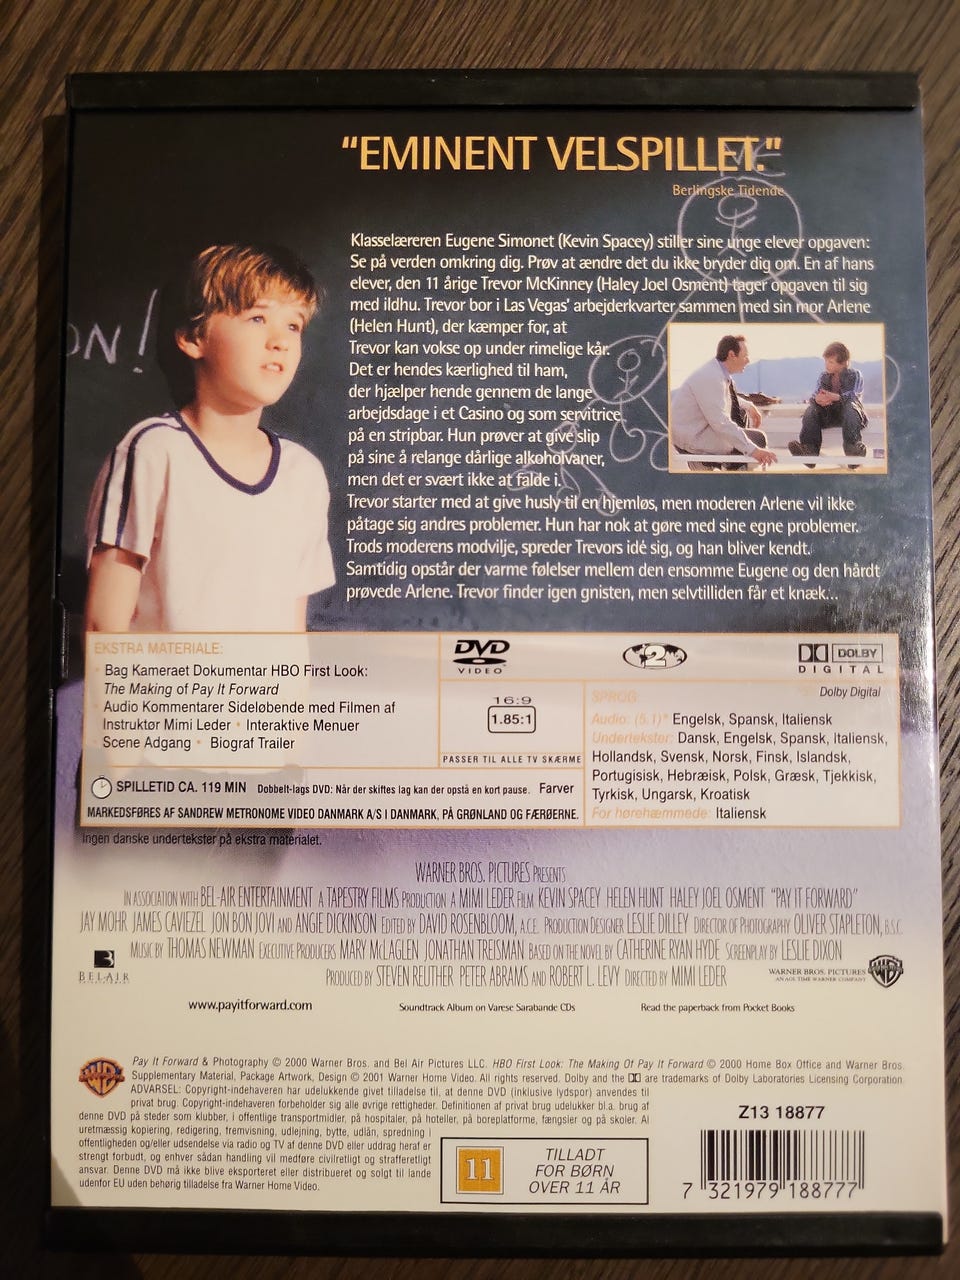 "EMINENT VELSPILLET."
Berlingske Tidende
ME
ON!
Klasselæreren Eugene Simonet (Kevin Spacey) stiller sine unge elever opgaven:
Se på verden omkring dig. Prøv at ændre det du ikke bryder dig om. En af hans
elever, den 11 årige Trevor McKinney (Haley Joel Osment) tager opgaven til sig
med ildhu. Trevor bor i Las Vegas' arbejderkvarter sammen med sin mor Arlene
(Helen Hunt), der kæmper for, at
Trevor kan vokse op under rimelige kår.
Det er hendes kærlighed til ham,
der hjælper hende gennem de lange
arbejdsdage i et Casino og som servitrice
på en stripbar. Hun prøver at give slip
på sine å relange dårlige alkoholvaner,
men det er svært ikke at falde i.
Trevor starter med at give husly til en hjemløs, men moderen Arlene vil ikke
påtage sig andres problemer. Hun har nok at gøre med sine egne problemer.
Trods moderens modvilje, spreder Trevors idé sig, og han bliver kendt.
Samtidig opstår der varme følelser mellem den ensomme Eugene og den hårdt
prøvede Arlene. Trevor finder igen gnisten, men selvtilliden får et knæk...
EKSTRA MATERIALE:
Bag Kameraet Dokumentar HBO First Look:
The Making of Pay It Forward
Audio Kommentarer Sideløbende med Filmen af
Instruktør Mimi Leder • Interaktive Menuer
Scene Adgang • Biograf Trailer
DVD
VIDEO
2
DOLBY
DIGITAL
16:9
1.85:1
PASSER TIL ALLE TV SKÆRME
Dolby Digital
SPROG:
Audio: (5.1)* Engelsk, Spansk, Italiensk
Undertekster: Dansk, Engelsk, Spansk, Italiensk,
Hollandsk, Svensk, Norsk, Finsk, Islandsk,
Portugisisk, Hebræisk, Polsk, Græsk, Tjekkisk,
Tyrkisk, Ungarsk, Kroatisk
For hørehæmmede: Italiensk
SPILLETID CA. 119 MIN Dobbelt-lags DVD: Når der skiftes lag kan der opstå en kort pause. Farver
MARKEDSFØRES AF SANDREW METRONOME VIDEO DANMARK A/S I DANMARK, PÅ GRØNLAND OG FÆRØERNE.
Ingen danske undertekster på ekstra materialet.
WARNER BROS. PICTURES PRESENTS
IN ASSOCIATION WITH BEL-AIR ENTERTAINMENT A TAPESTRY FILMS PRODUCTION A MIMI LEDER FILM KEVIN SPACEY HELEN HUNT HALEY JOEL OSMENT "PAY IT FORWARD"
JAY MOHR JAMES CAVIEZEL JON BON JOVI AND ANGIE DICKINSON EDITED BY DAVID ROSENBLOOM, A.C.E. PRODUCTION DESIGNER LESLIE DILLEY DIRECTOR OF PHOTOGRAPHY OLIVER STAPLETON, B.S.C.
MUSIC BY THOMAS NEWMAN EXECUTIVE PRODUCERS MARY McLAGLEN JONATHAN TREISMAN BASED ON THE NOVEL BY CATHERINE RYAN HYDE SCREENPLAY BY LESLIE DIXON
PRODUCED BY STEVEN REUTHER PETER ABRAMS AND ROBERT L. LEVY DIRECTED BY MIMI LEDER
B
BEL-AIR
WARNER BROS. PICTURES
AN AOL TIME WARNER COMPANY
www.payitforward.com
Soundtrack Album on Varese Sarabande CDs
Read the paperback from Pocket Books
Pay It Forward & Photography © 2000 Warner Bros. and Bel Air Pictures LLC. HBO First Look: The Making Of Pay It Forward © 2000 Home Box Office and Warner Bros.
Supplementary Material, Package Artwork, Design © 2001 Warner Home Video. All rights reserved. Dolby and the DD are trademarks of Dolby Laboratories Licensing Corporation.
ADVARSEL: Copyright-indehaveren har udelukkende givet tilladelse til, at denne DVD (inklusive lydspor) anvendes til
privat brug. Copyright-indehaveren forbeholder sig alle øvrige rettigheder. Definitionen af privat brug udelukker bl.a. brug af
denne DVD på steder som klubber, i offentlige transportmidler, på hospitaler, på hoteller, på boreplatforme, fængsler og på skoler. Al
uretmæssig kopiering, redigering, fremvisning, udlejning, bytte, udlån, spredning i
offentligheden og/eller udsendelse via radio og TV af denne DVD eller uddrag heraf er
strengt forbudt, og enhver sådan handling vil medføre civilretligt og strafferetligt
ansvar. Denne DVD må ikke blive eksporteret eller distribueret og solgt til lande
udenfor EU uden behørig tilladelse fra Warner Home Video.
11
TILLADT
FOR BØRN
OVER 11 ÅR
Z13 18877
7 321979 188777